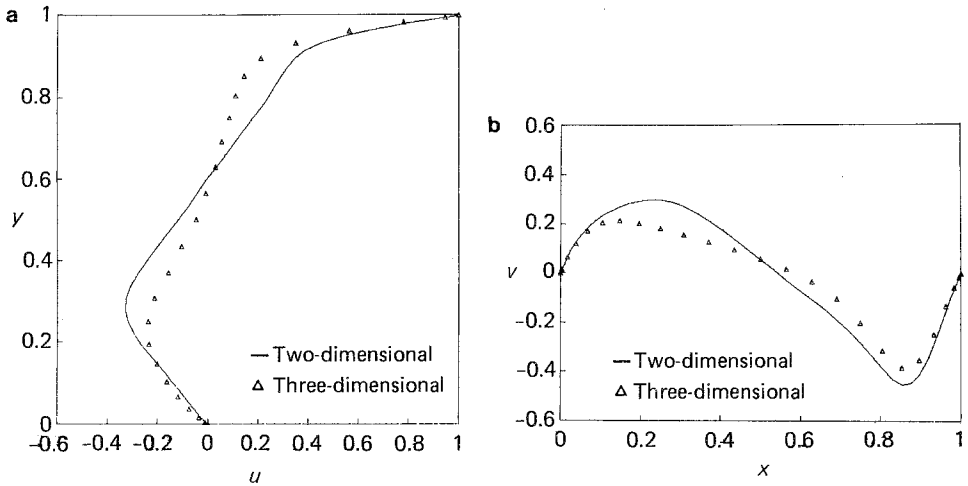 a
1
0.8
0.6
y
0.4
0.2
0
Two-dimensional
Three-dimensional
−0.6 −0.4 −0.2 0 0.2 0.4 0.6 0.8 1
u
b
0.6
0.4
0.2
v 0
−0.2
−0.4
−0.6
Two-dimensional
Three-dimensional
0 0.2 0.4 0.6 0.8 1
x